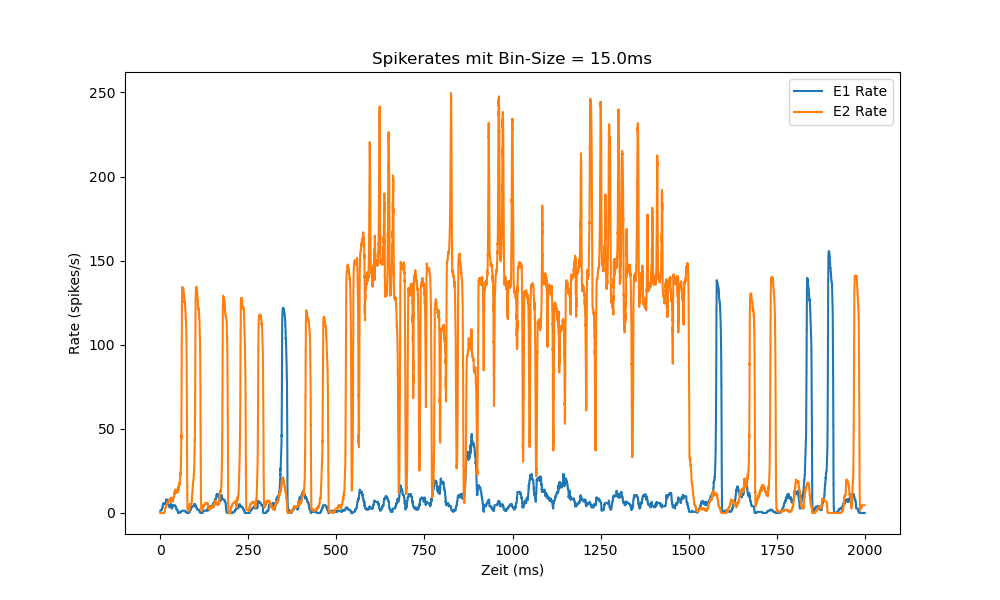 Spikerates mit Bin-Size = 15.0ms
E1 Rate
E2 Rate
Rate (spikes/s)
250
200
150
100
50
0
0 250 500 750 1000 1250 1500 1750 2000
Zeit (ms)